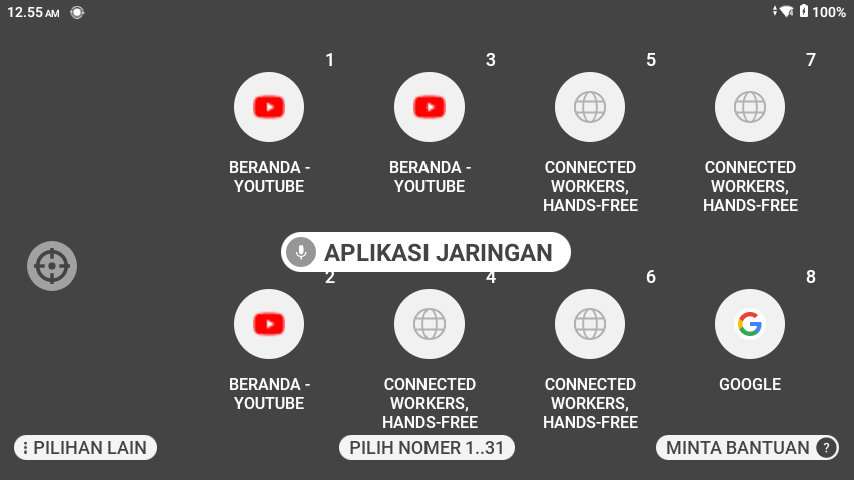 12.55 AM
100%
1
3
5
7
BERANDA -
YOUTUBE
BERANDA -
YOUTUBE
CONNECTED
WORKERS,
HANDS-FREE
CONNECTED
WORKERS,
HANDS-FREE
APLIKASI JARINGAN
2
4
6
8
BERANDA -
YOUTUBE
CONNECTED
WORKERS,
HANDS-FREE
CONNECTED
WORKERS,
HANDS-FREE
GOOGLE
PILIHAN LAIN
PILIH NOMER 1..31
MINTA BANTUAN ?